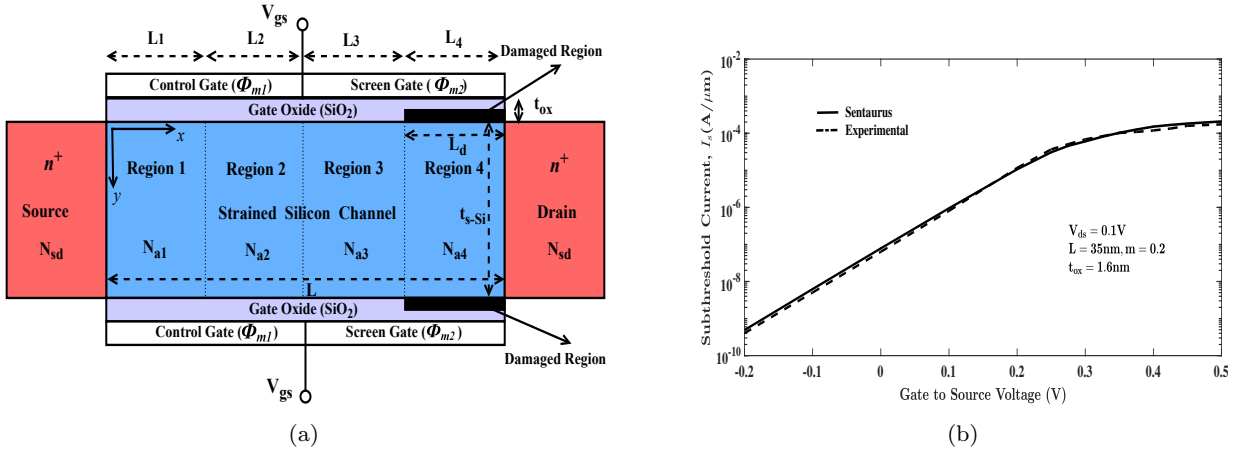 V_gs
L1 L2 L3 L4
Damaged Region
Control Gate (Φ_m1) Screen Gate (Φ_m2)
Gate Oxide (SiO₂)
t_ox
x
L_d
n⁺
Region 1 Region 2 Region 3 Region 4
n⁺
y
Source
Strained Silicon Channel
t_s-Si
Drain
N_sd
N_a1 N_a2 N_a3 N_a4
N_sd
L
Gate Oxide (SiO₂)
Control Gate (Φ_m1) Screen Gate (Φ_m2)
Damaged Region
V_gs
(a)
Subthreshold Current, I_s(A/μm)
10⁻²
10⁻⁴
10⁻⁶
10⁻⁸
10⁻¹⁰
Sentaurus
Experimental
V_ds = 0.1V
L = 35nm, m = 0.2
t_ox = 1.6nm
-0.2 -0.1 0 0.1 0.2 0.3 0.4 0.5
Gate to Source Voltage (V)
(b)